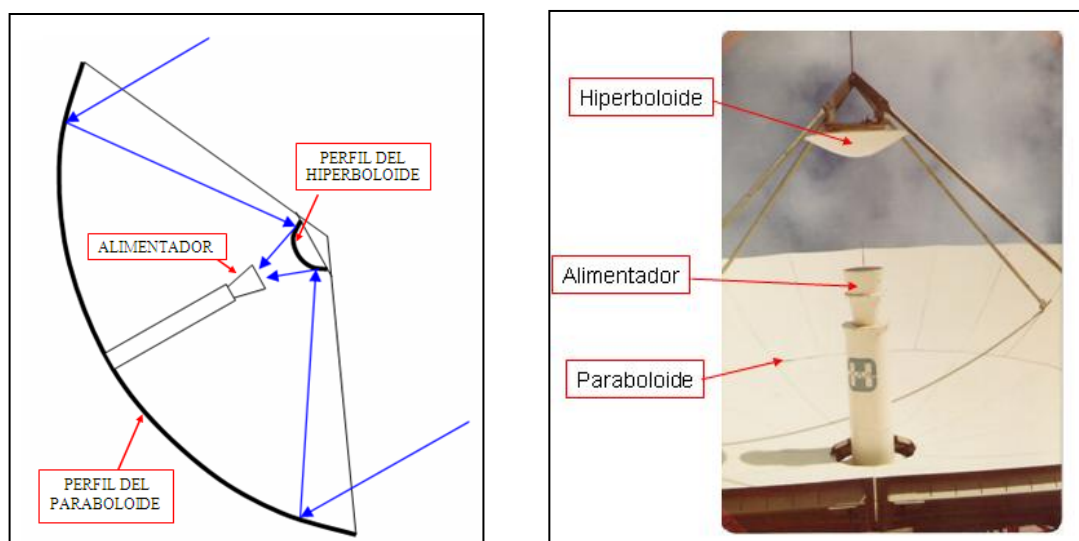 PERFIL DEL
HIPERBOLOIDE
ALIMENTADOR
PERFIL DEL
PARABOLOIDE
Hiperboloide
Alimentador
Paraboloide
H